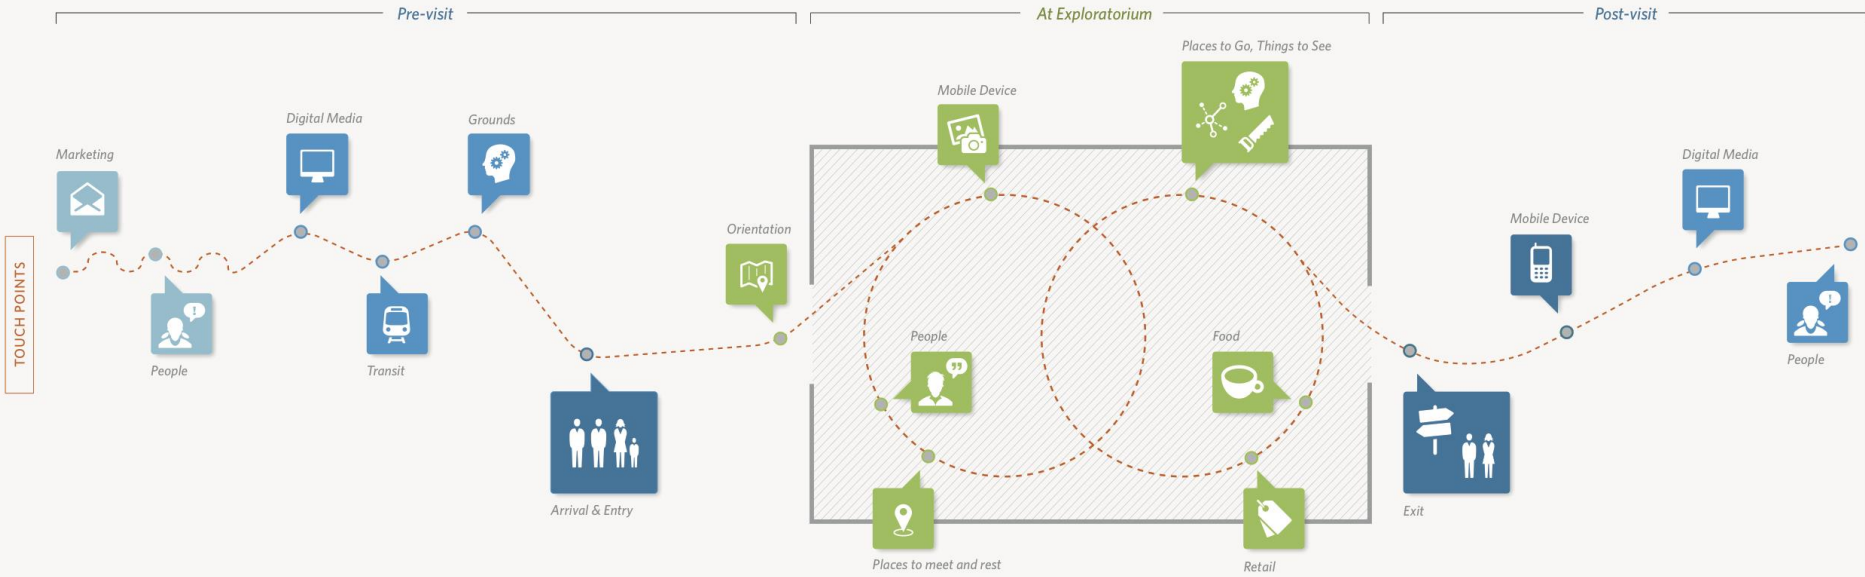 Pre-visit
At Exploratorium
Post-visit
TOUCH POINTS
Marketing
People
Digital Media
Transit
Grounds
Arrival & Entry
Orientation
Mobile Device
Places to Go, Things to See
People
Food
Places to meet and rest
Retail
Exit
Mobile Device
Digital Media
People